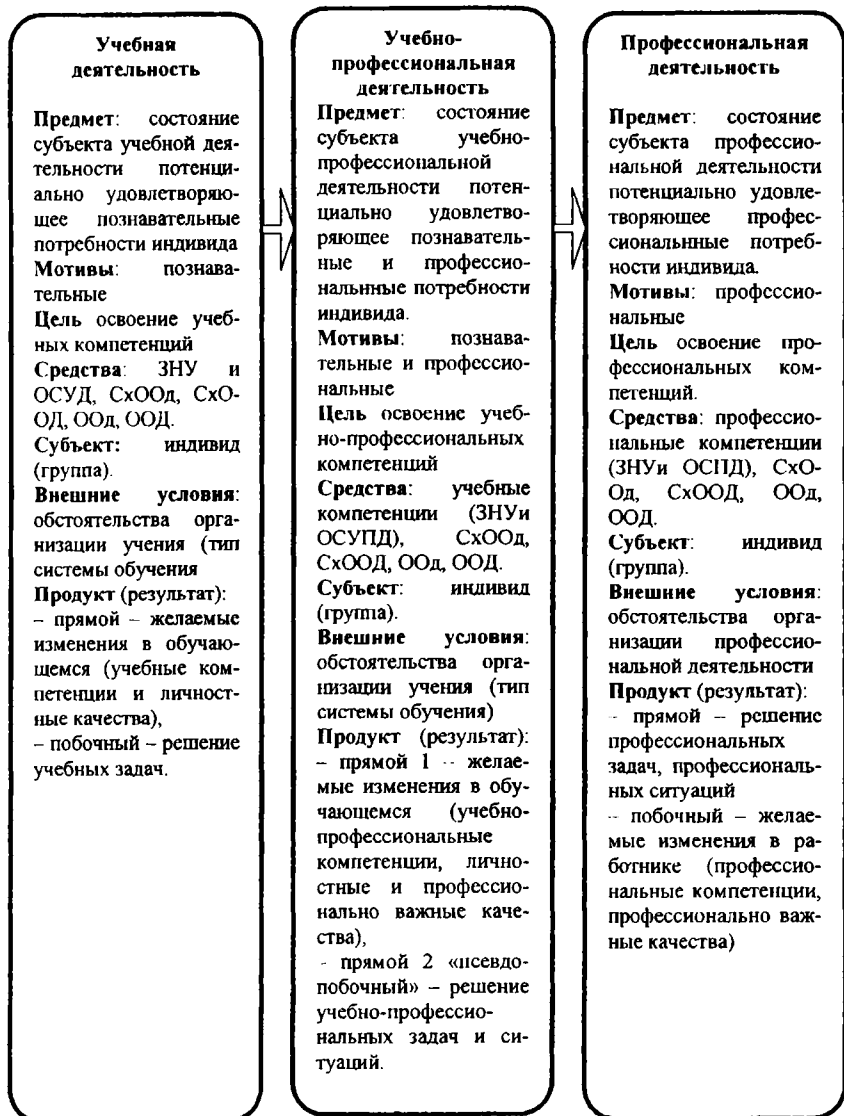 Учебная
деятельность
Предмет: состояние
субъекта учебной дея-
тельности потенци-
ально удовлетворяю-
щее познавательные
потребности индивида
Мотивы: познава-
тельные
Цель освоение учеб-
ных компетенций
Средства: ЗНУ и
ОСУД, СхООд, СхО-
ОД, ООд, ООД.
Субъект: индивид
(группа).
Внешние условия:
обстоятельства орга-
низации учения (тип
системы обучения
Продукт (результат):
– прямой – желаемые
изменения в обучаю-
щемся (учебные ком-
петенции и личност-
ные качества),
– побочный – решение
учебных задач.
Учебно-
профессиональная
деятельность
Предмет: состояние
субъекта учебно-
профессиональной
деятельности потен-
циально удовлетво-
ряющее познаватель-
ные и профессио-
нальнные потребности
индивида.
Мотивы: познава-
тельные и профессио-
нальные
Цель освоение учеб-
но-профессиональных
компетенций
Средства: учебные
компетенции (ЗНУи
ОСУПД), СхООд,
СхООД, ООд, ООД.
Субъект: индивид
(группа).
Внешние условия:
обстоятельства орга-
низации учения (тип
системы обучения)
Продукт (результат):
– прямой 1 – желае-
мые изменения в обу-
чающемся (учебно-
профессиональные
компетенции, лично-
стные и профессио-
нально важные каче-
ства),
- прямой 2 «псевдо-
побочный» – решение
учебно-профессио-
нальных задач и си-
туаций.
Профессиональная
деятельность
Предмет: состояние
субъекта профессио-
нальной деятельности
потенциально удовле-
творяющее профес-
сиональнные потреб-
ности индивида.
Мотивы: профессио-
нальные
Цель освоение про-
фессиональных ком-
петенций.
Средства: профессио-
нальные компетенции
(ЗНУи ОСПД), СхО-
Од, СхООД, ООд,
ООД.
Субъект: индивид
(группа).
Внешние условия:
обстоятельства орга-
низации профессио-
нальной деятельности
Продукт (результат):
- прямой – решение
профессиональных
задач, профессиональ-
ных ситуаций
- побочный – желае-
мые изменения в ра-
ботнике (профессио-
нальные компетенции,
профессионально важ-
ные качества)